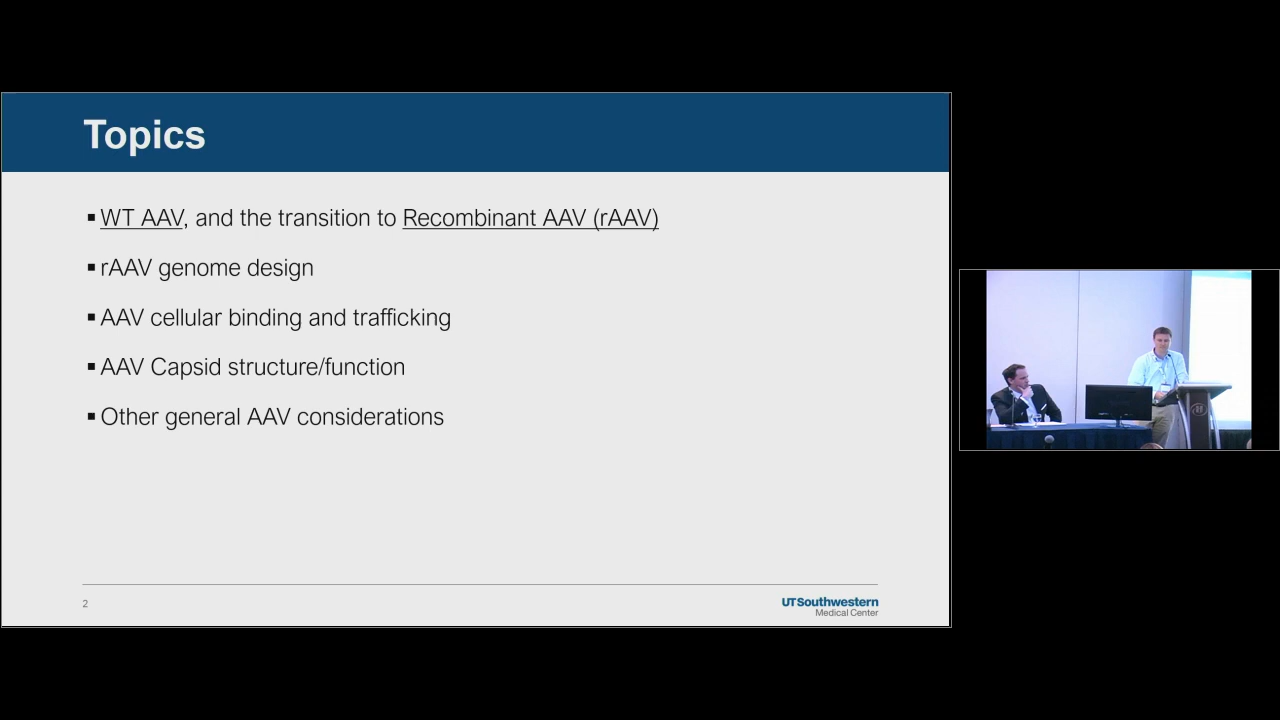 Topics
▪ WT AAV, and the transition to Recombinant AAV (rAAV)
▪ rAAV genome design
▪ AAV cellular binding and trafficking
▪ AAV Capsid structure/function
▪ Other general AAV considerations
2
UTSouthwestern
Medical Center